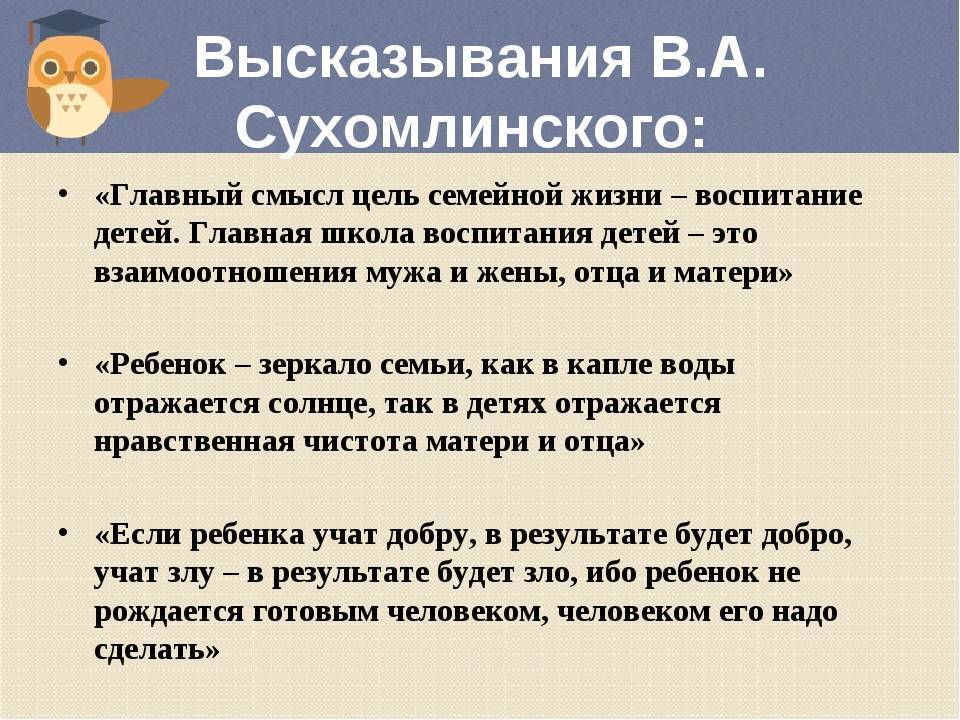 Высказывания В.А.
Сухомлинского:
• «Главный смысл цель семейной жизни – воспитание
детей. Главная школа воспитания детей – это
взаимоотношения мужа и жены, отца и матери»
• «Ребенок – зеркало семьи, как в капле воды
отражается солнце, так в детях отражается
нравственная чистота матери и отца»
• «Если ребенка учат добру, в результате будет добро,
учат злу – в результате будет зло, ибо ребенок не
рождается готовым человеком, человеком его надо
сделать»